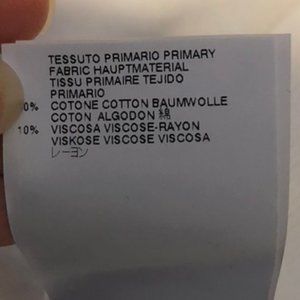 TESSUTO PRIMARIO PRIMARY
FABRIC HAUPTMATERIAL
TISSU PRIMAIRE TEJIDO
PRIMARIO
COTONE COTTON BAUMWOLLE
COTON ALGODON 綿
10% VISCOSA VISCOSE-RAYON
VISKOSE VISCOSE VISCOSA
レーヨン